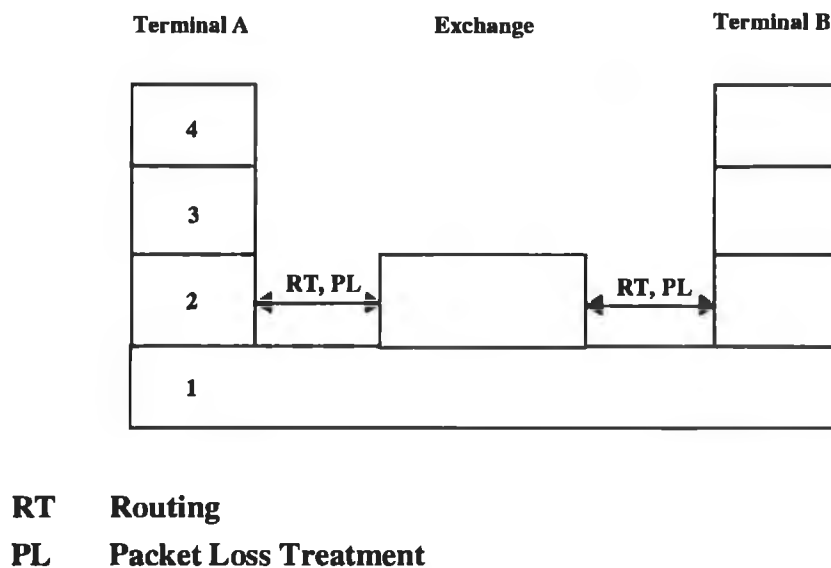 Terminal A Exchange Terminal B
4
3
RT, PL RT, PL
2
1
RT Routing
PL Packet Loss Treatment